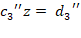 c₃″z = d₃″